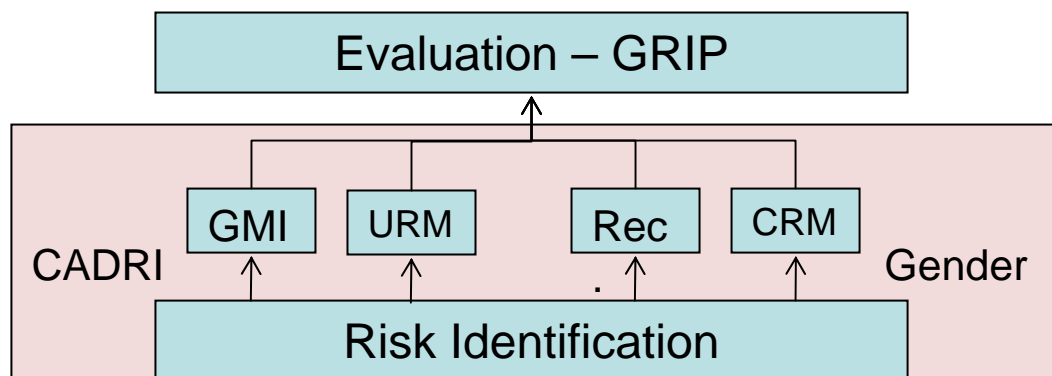 Evaluation – GRIP
GMI
URM
Rec
.
CRM
CADRI
Gender
Risk Identification